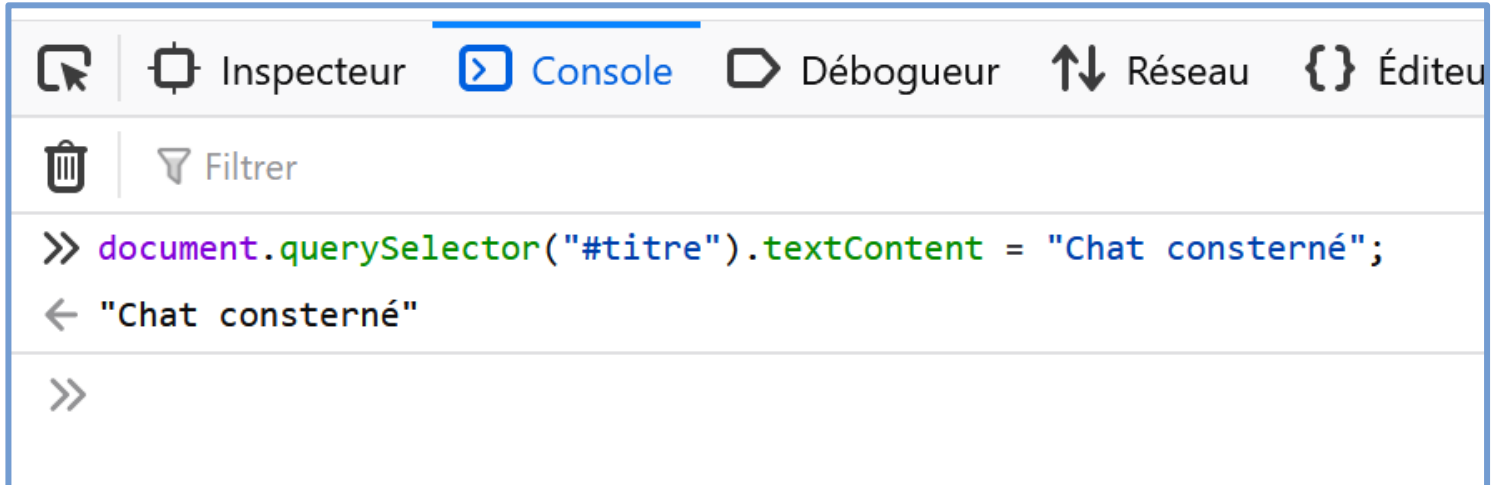 Inspecteur Console Débogueur Réseau {} Éditeu
Filtrer
>> document.querySelector("#titre").textContent = "Chat consterné";
← "Chat consterné"
>>